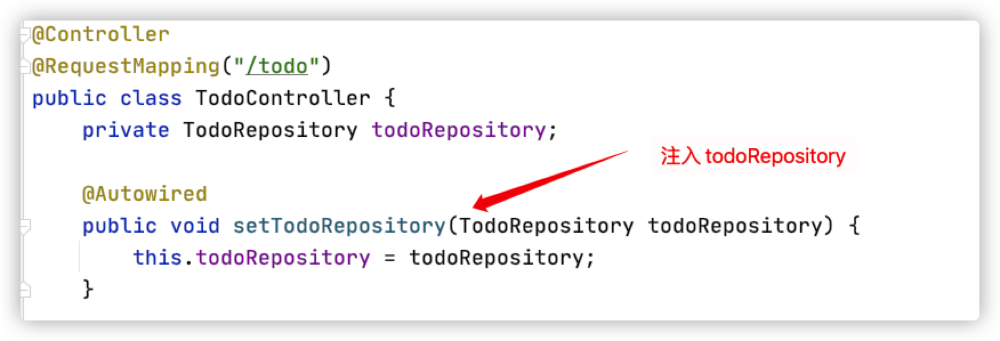 @Controller
@RequestMapping("/todo")
public class TodoController {
    private TodoRepository todoRepository;
注入 todoRepository
    @Autowired
    public void setTodoRepository(TodoRepository todoRepository) {
        this.todoRepository = todoRepository;
    }